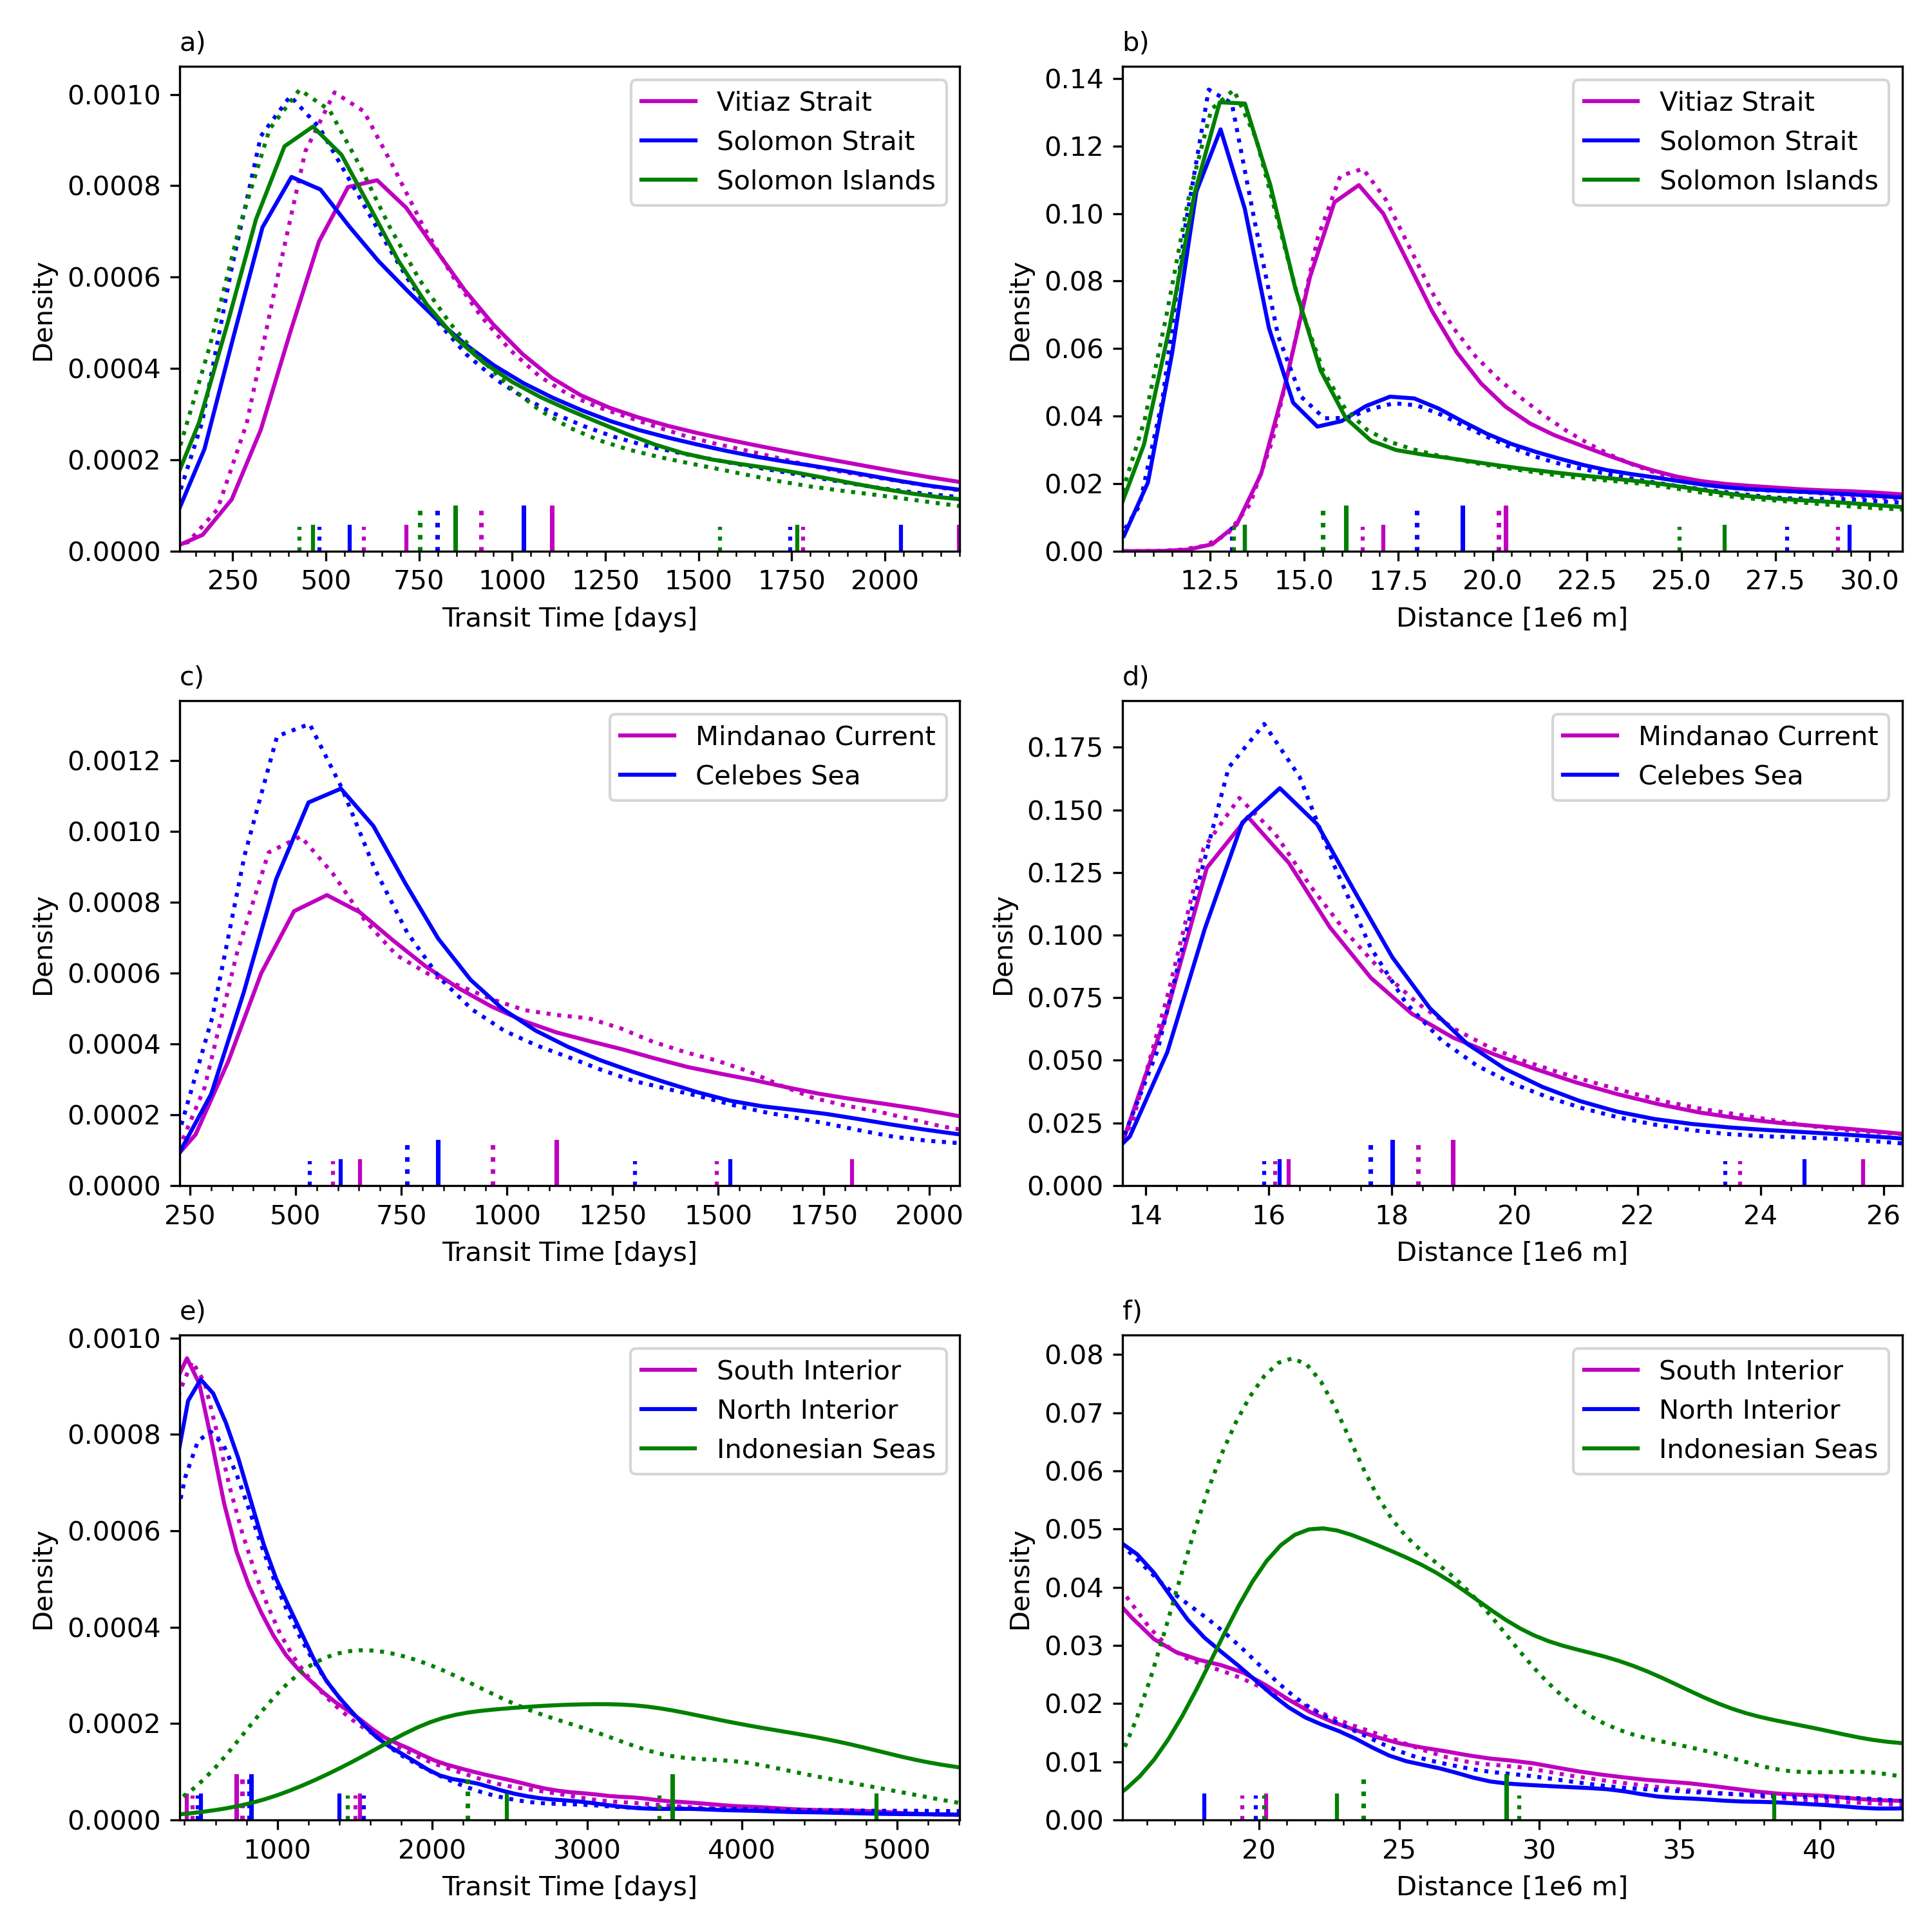 a)
0.0010
0.0008
0.0006
0.0004
0.0002
0.0000
Density
Vitiaz Strait
Solomon Strait
Solomon Islands
250 500 750 1000 1250 1500 1750 2000
Transit Time [days]
b)
0.14
0.12
0.10
0.08
0.06
0.04
0.02
0.00
Density
Vitiaz Strait
Solomon Strait
Solomon Islands
12.5 15.0 17.5 20.0 22.5 25.0 27.5 30.0
Distance [1e6 m]
c)
0.0012
0.0010
0.0008
0.0006
0.0004
0.0002
0.0000
Density
Mindanao Current
Celebes Sea
250 500 750 1000 1250 1500 1750 2000
Transit Time [days]
d)
0.175
0.150
0.125
0.100
0.075
0.050
0.025
0.000
Density
Mindanao Current
Celebes Sea
14 16 18 20 22 24 26
Distance [1e6 m]
e)
0.0010
0.0008
0.0006
0.0004
0.0002
0.0000
Density
South Interior
North Interior
Indonesian Seas
1000 2000 3000 4000 5000
Transit Time [days]
f)
0.08
0.07
0.06
0.05
0.04
0.03
0.02
0.01
0.00
Density
South Interior
North Interior
Indonesian Seas
20 25 30 35 40
Distance [1e6 m]